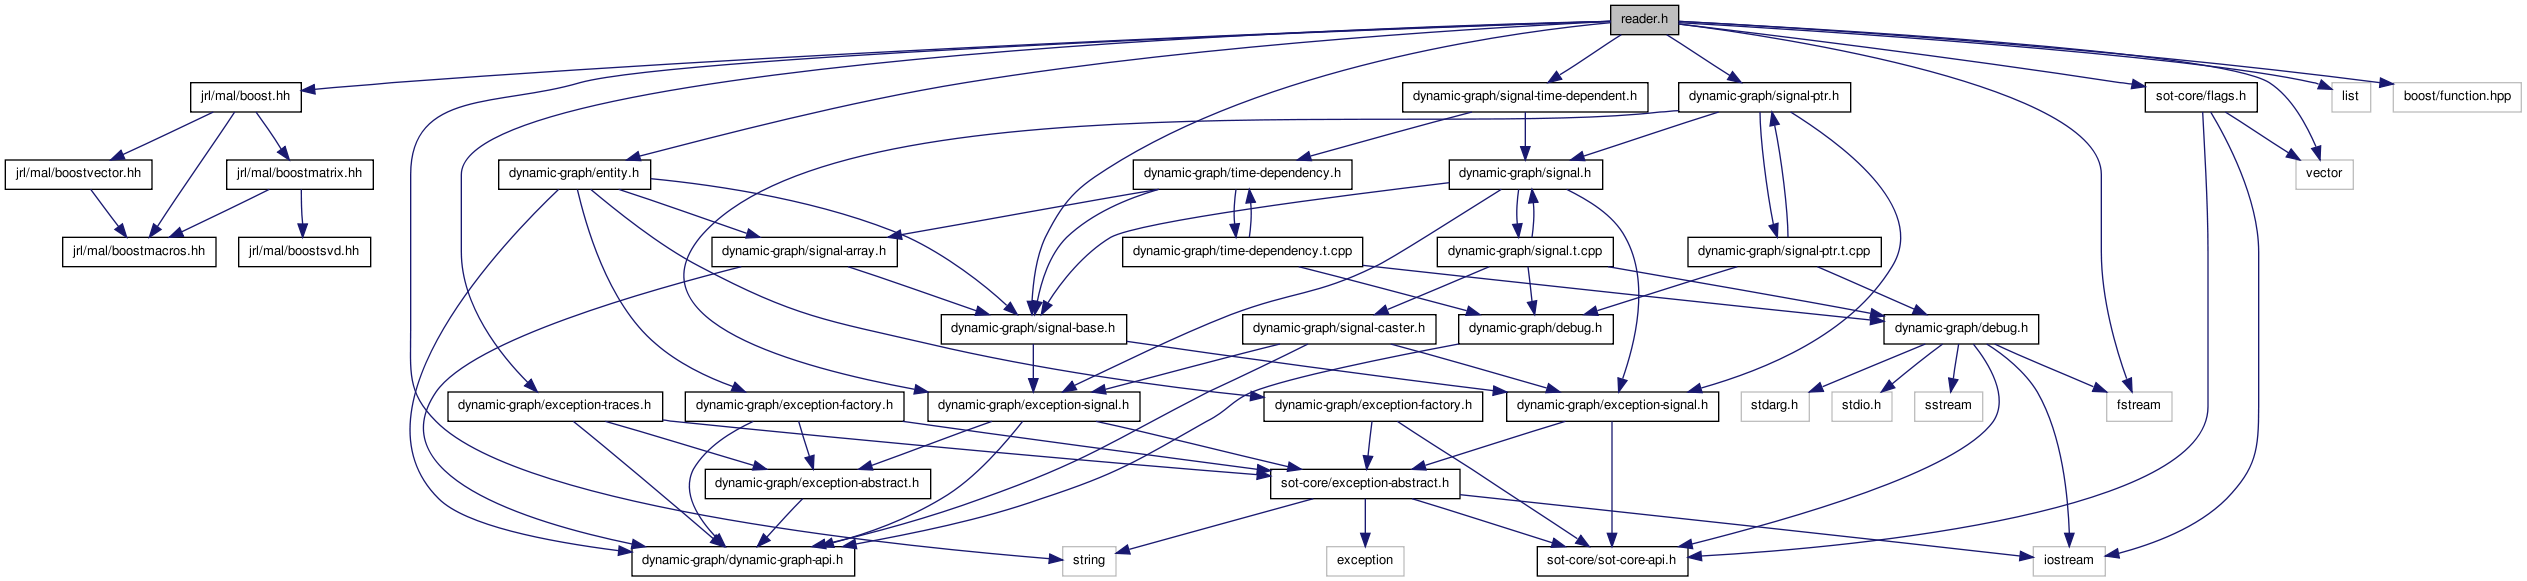 reader.h
jrl/mal/boost.hh
dynamic-graph/signal-time-dependent.h
dynamic-graph/signal-ptr.h
sot-core/flags.h
list
boost/function.hpp
jrl/mal/boostvector.hh
jrl/mal/boostmatrix.hh
dynamic-graph/entity.h
dynamic-graph/time-dependency.h
dynamic-graph/signal.h
vector
jrl/mal/boostmacros.hh
jrl/mal/boostsvd.hh
dynamic-graph/signal-array.h
dynamic-graph/time-dependency.t.cpp
dynamic-graph/signal.t.cpp
dynamic-graph/signal-ptr.t.cpp
dynamic-graph/signal-base.h
dynamic-graph/signal-caster.h
dynamic-graph/debug.h
dynamic-graph/debug.h
dynamic-graph/exception-traces.h
dynamic-graph/exception-factory.h
dynamic-graph/exception-signal.h
dynamic-graph/exception-factory.h
dynamic-graph/exception-signal.h
stdarg.h
stdio.h
sstream
fstream
dynamic-graph/exception-abstract.h
sot-core/exception-abstract.h
dynamic-graph/dynamic-graph-api.h
string
exception
sot-core/sot-core-api.h
iostream